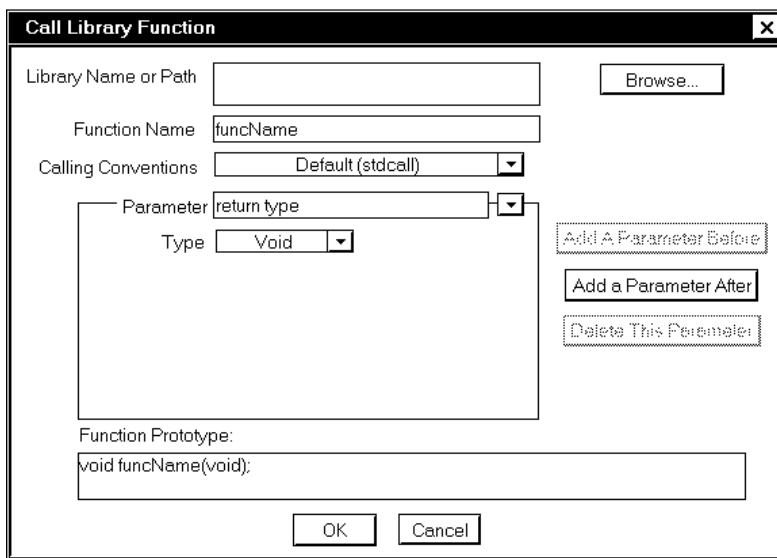 Call Library Function
Library Name or Path
Browse...
Function Name funcName
Calling Conventions Default (stdcall)
Parameter return type
Type Void
Add A Parameter Before
Add a Parameter After
Delete This Parameter
Function Prototype:
void funcName(void);
OK Cancel